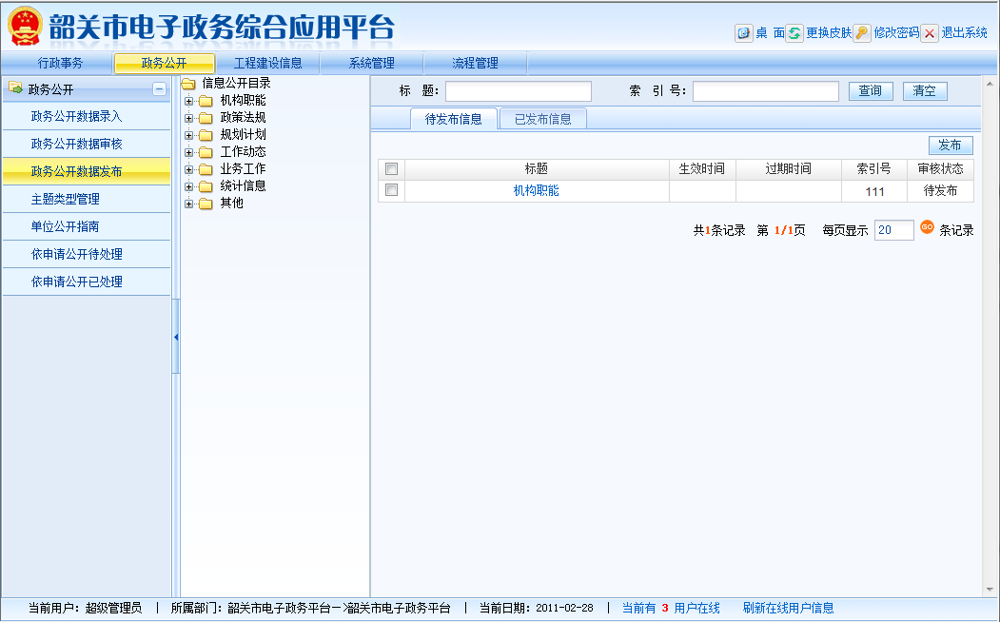 韶关市电子政务综合应用平台
桌 面 更换皮肤 修改密码 退出系统
行政事务 政务公开 工程建设信息 系统管理 流程管理
政务公开
政务公开数据录入
政务公开数据审核
政务公开数据发布
主题类型管理
单位公开指南
依申请公开待处理
依申请公开已处理
信息公开目录
机构职能
政策法规
规划计划
工作动态
业务工作
统计信息
其他
标 题: 索 引 号: 查询 清空
待发布信息 已发布信息
发布
标题 生效时间 过期时间 索引号 审核状态
机构职能 111 待发布
共1条记录 第 1/1页 每页显示 20 GO 条记录
当前用户: 超级管理员 | 所属部门: 韶关市电子政务平台->韶关市电子政务平台 | 当前日期: 2011-02-28 | 当前有 3 用户在线 刷新在线用户信息